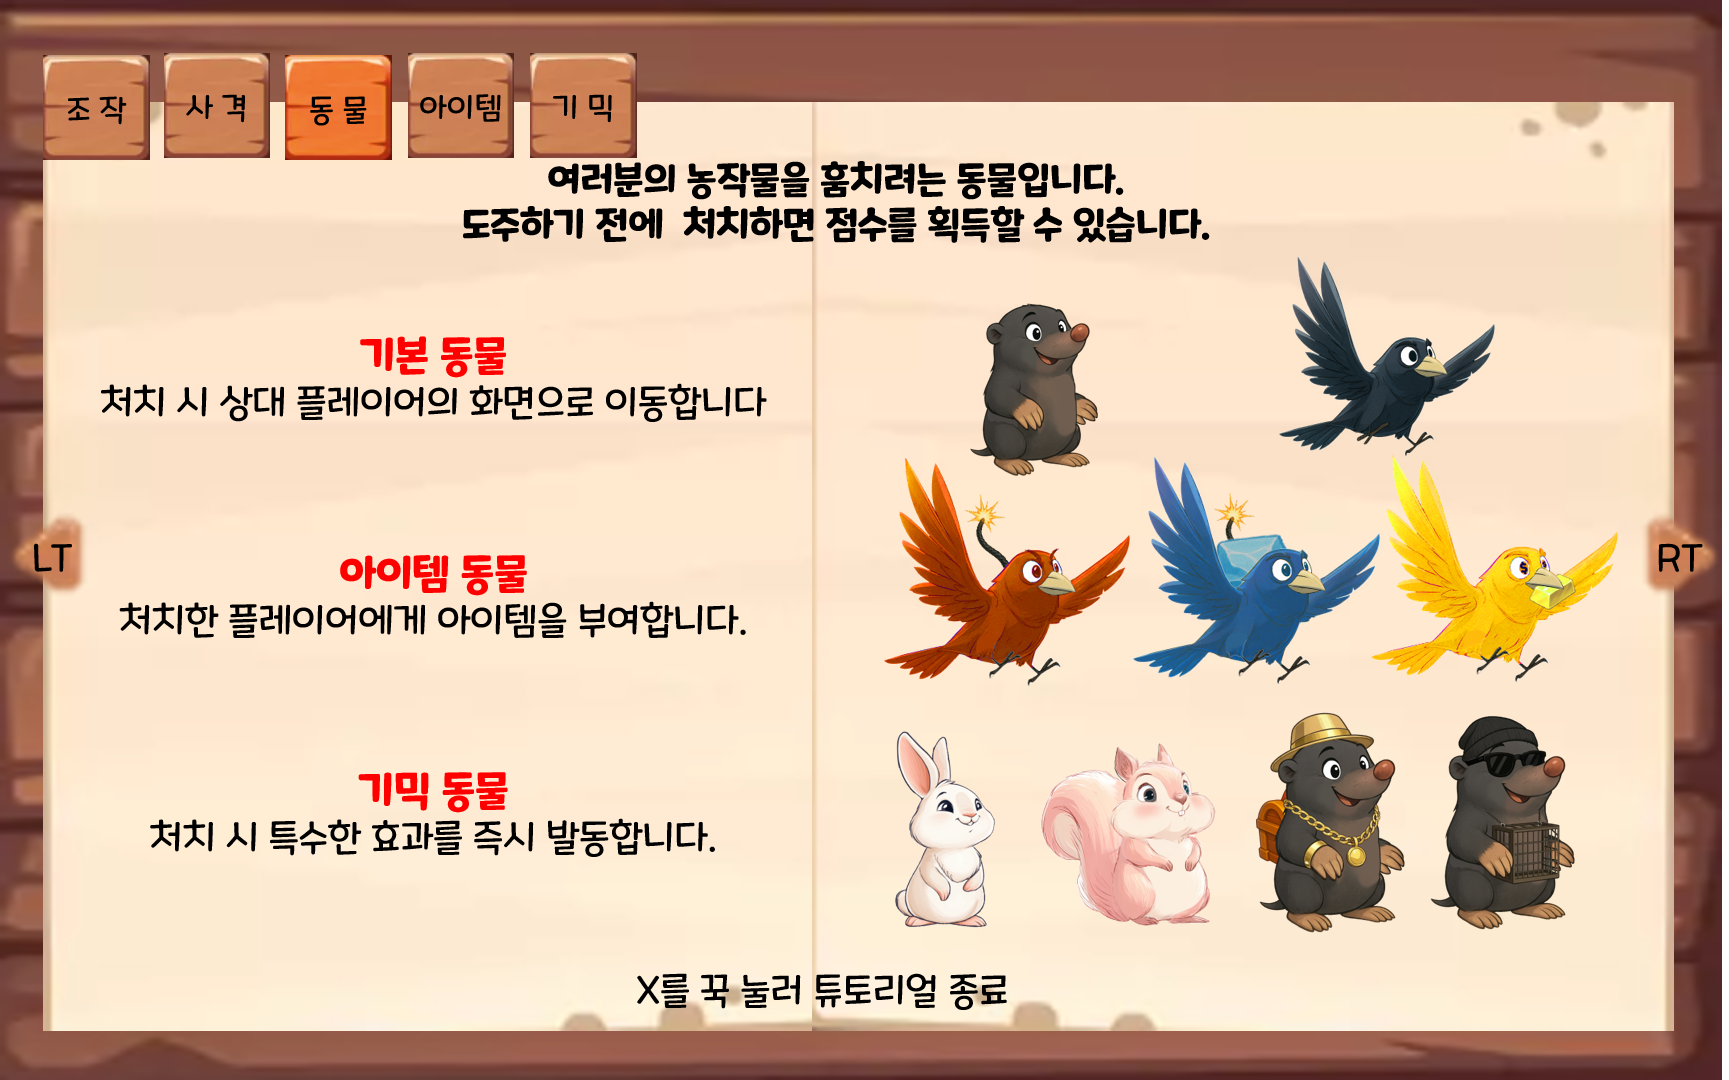 조 작
사 격
동 물
아이템
기 믹
여러분의 농작물을 훔치려는 동물입니다.
도주하기 전에 처치하면 점수를 획득할 수 있습니다.
기본 동물
처치 시 상대 플레이어의 화면으로 이동합니다
LT
RT
아이템 동물
처치한 플레이어에게 아이템을 부여합니다.
기믹 동물
처치 시 특수한 효과를 즉시 발동합니다.
X를 꾹 눌러 튜토리얼 종료